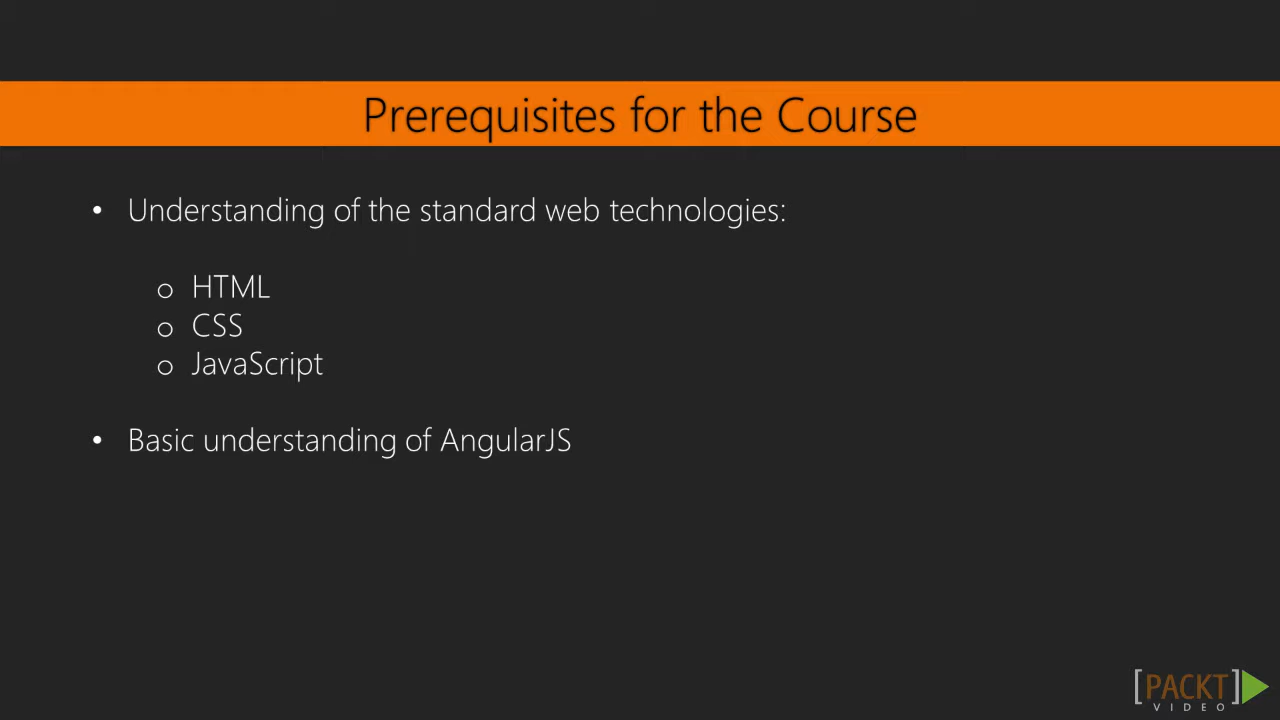 Prerequisites for the Course
• Understanding of the standard web technologies:
o HTML
o CSS
o JavaScript
• Basic understanding of AngularJS
[PACKT]
VIDEO